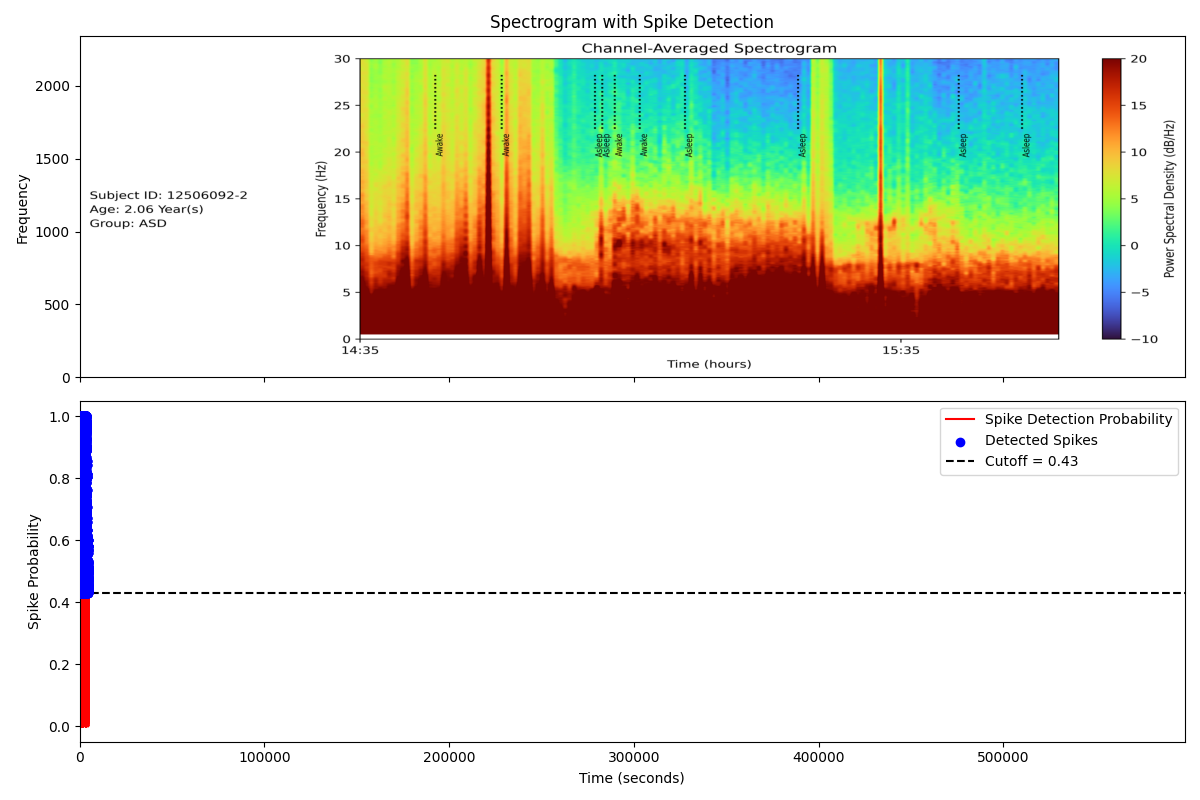 Spectrogram with Spike Detection
Channel-Averaged Spectrogram
Frequency
2000
1500
1000
500
0
Subject ID: 12506092-2
Age: 2.06 Year(s)
Group: ASD
Frequency (Hz)
30
25
20
15
10
5
0
Awake
Awake
Asleep
Asleep
Awake
Awake
Asleep
Asleep
Asleep
Asleep
14:35
15:35
Time (hours)
20
15
10
5
0
−5
−10
Power Spectral Density (dB/Hz)
Spike Probability
1.0
0.8
0.6
0.4
0.2
0.0
Spike Detection Probability
Detected Spikes
Cutoff = 0.43
0
100000
200000
300000
400000
500000
Time (seconds)